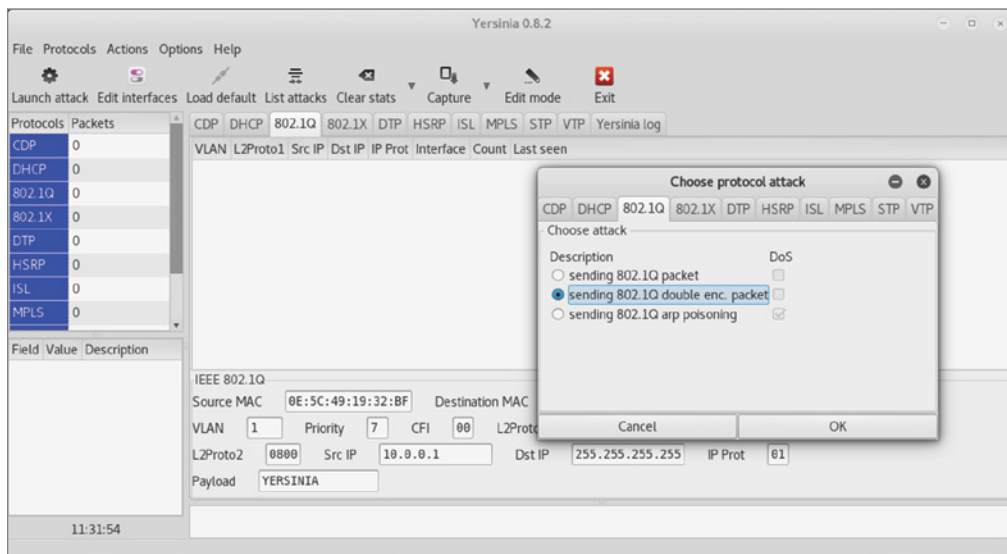 Yersinia 0.8.2
File Protocols Actions Options Help
Launch attack Edit interfaces Load default List attacks Clear stats Capture Edit mode Exit
Protocols Packets
CDP 0
DHCP 0
802.1Q 0
802.1X 0
DTP 0
HSRP 0
ISL 0
MPLS 0
Field Value Description
11:31:54
CDP DHCP 802.1Q 802.1X DTP HSRP ISL MPLS STP VTP Yersinia log
VLAN L2Proto1 Src IP Dst IP IP Prot Interface Count Last seen
Choose protocol attack
CDP DHCP 802.1Q 802.1X DTP HSRP ISL MPLS STP VTP
Choose attack
Description DoS
sending 802.1Q packet
sending 802.1Q double enc. packet
sending 802.1Q arp poisoning
Cancel OK
IEEE 802.1Q
Source MAC 0E:5C:49:19:32:BF Destination MAC
VLAN 1 Priority 7 CFI 00 L2Proto
L2Proto2 0800 Src IP 10.0.0.1 Dst IP 255.255.255.255 IP Prot 01
Payload YERSINIA